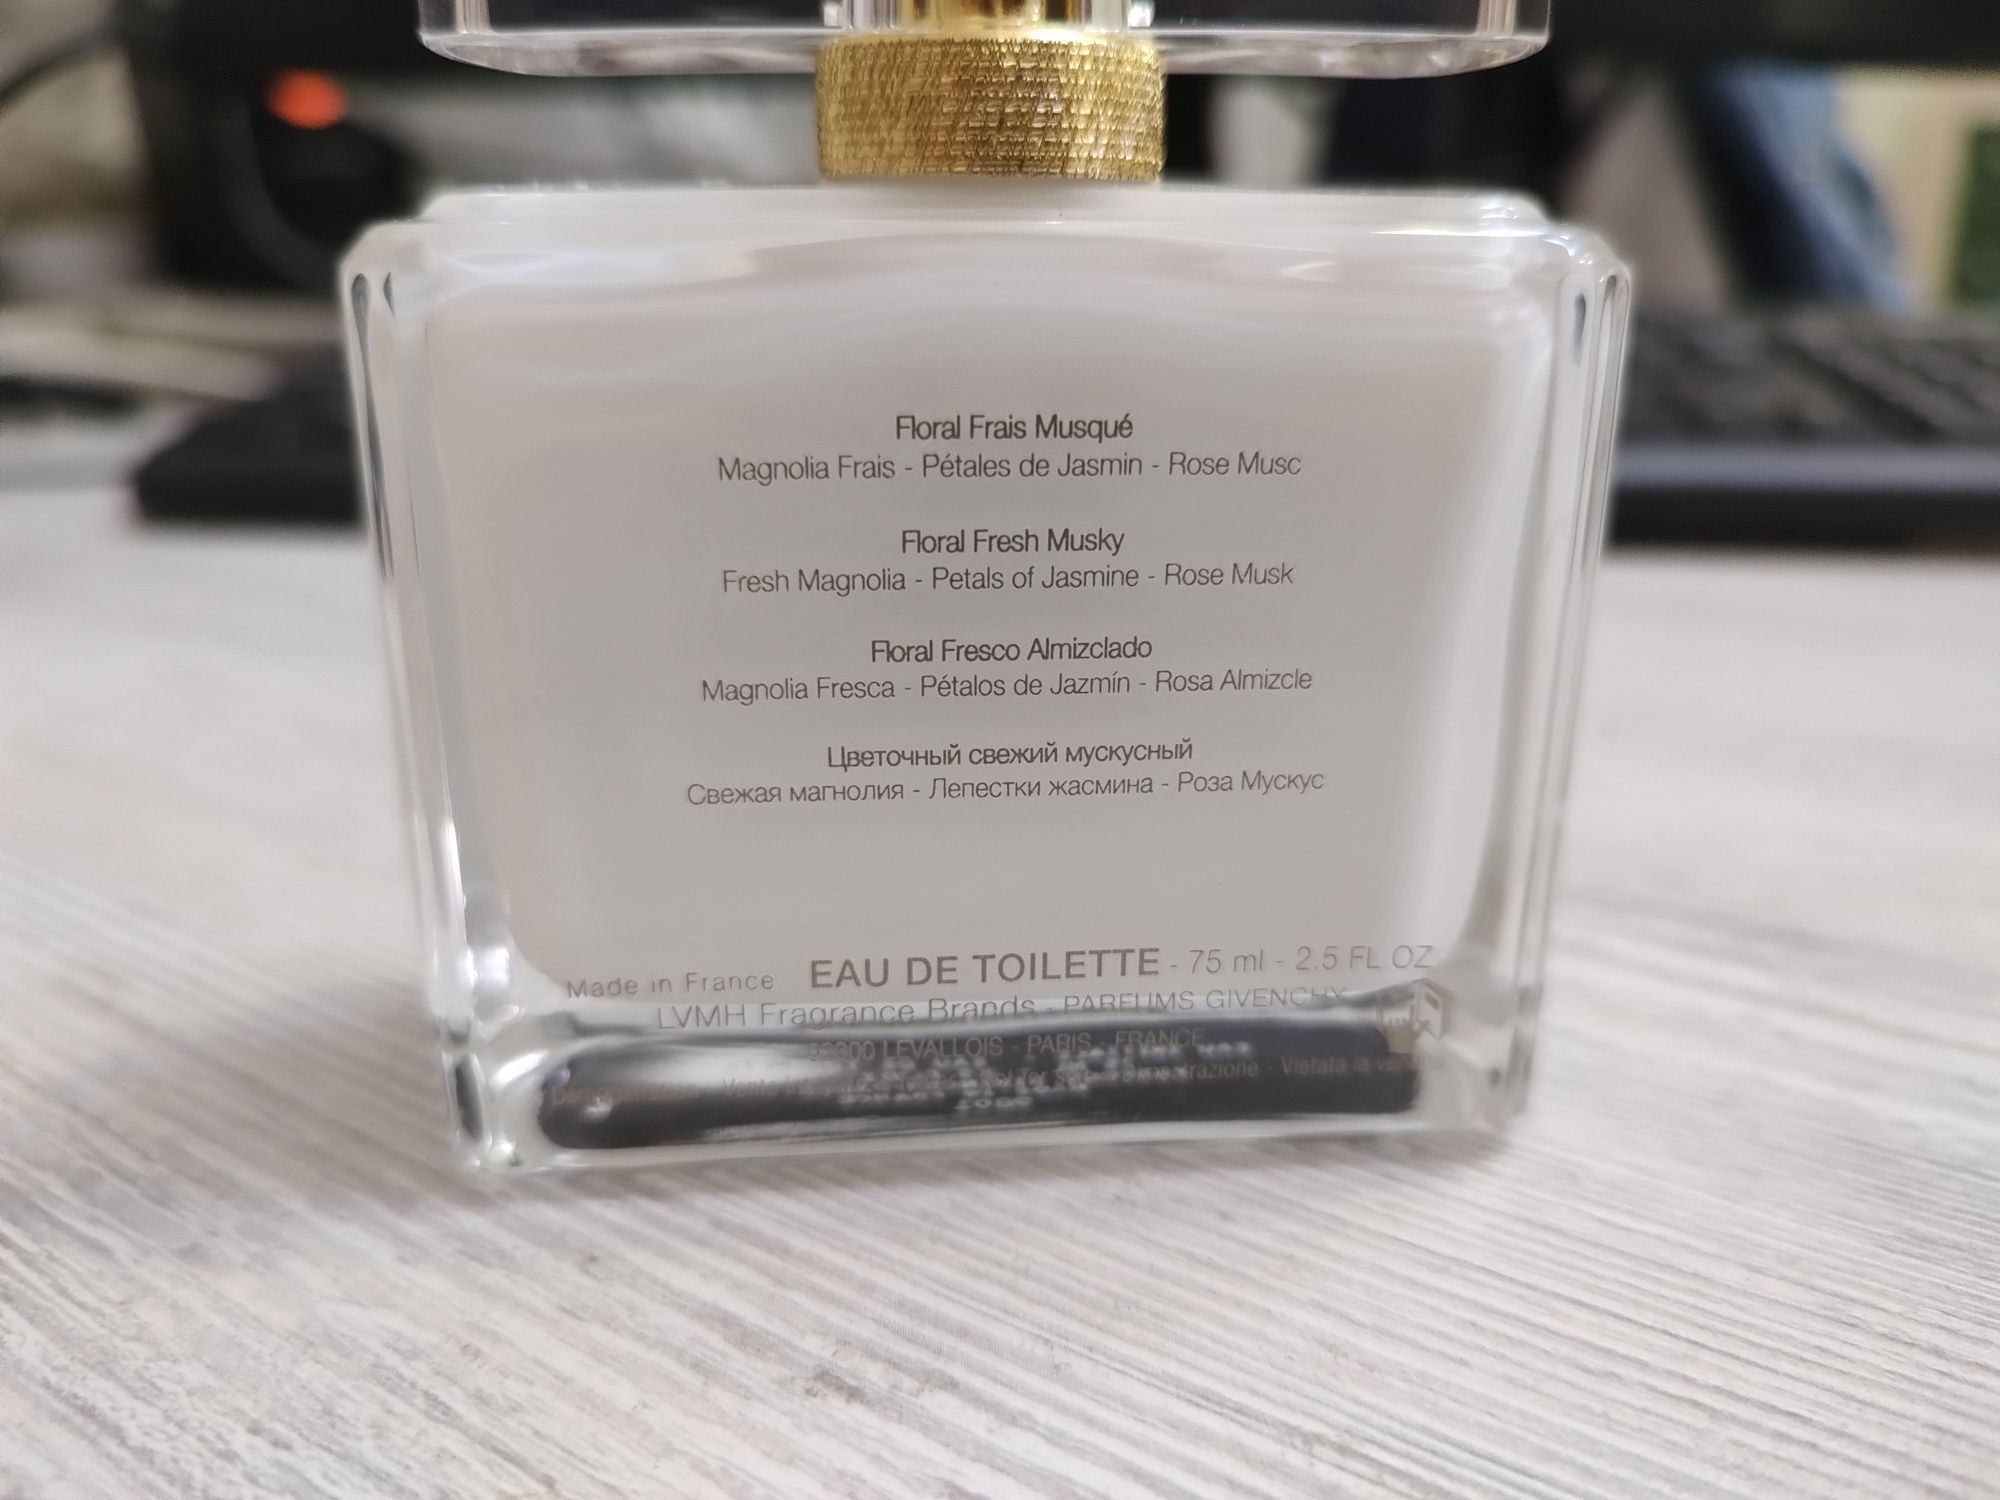 Floral Frais Musqué
Magnolia Frais - Pétales de Jasmin - Rose Musc
Floral Fresh Musky
Fresh Magnolia - Petals of Jasmine - Rose Musk
Floral Fresco Almizclado
Magnolia Fresca - Pétalos de Jazmín - Rosa Almizcle
Цветочный свежий мускусный
Свежая магнолия - Лепестки жасмина - Роза Мускус
Made in France EAU DE TOILETTE - 75 ml - 2.5 FL OZ
LVMH Fragrance Brands - PARFUMS GIVENCHY
LEVALLOIS - PARIS - FRANCE
Vietata la